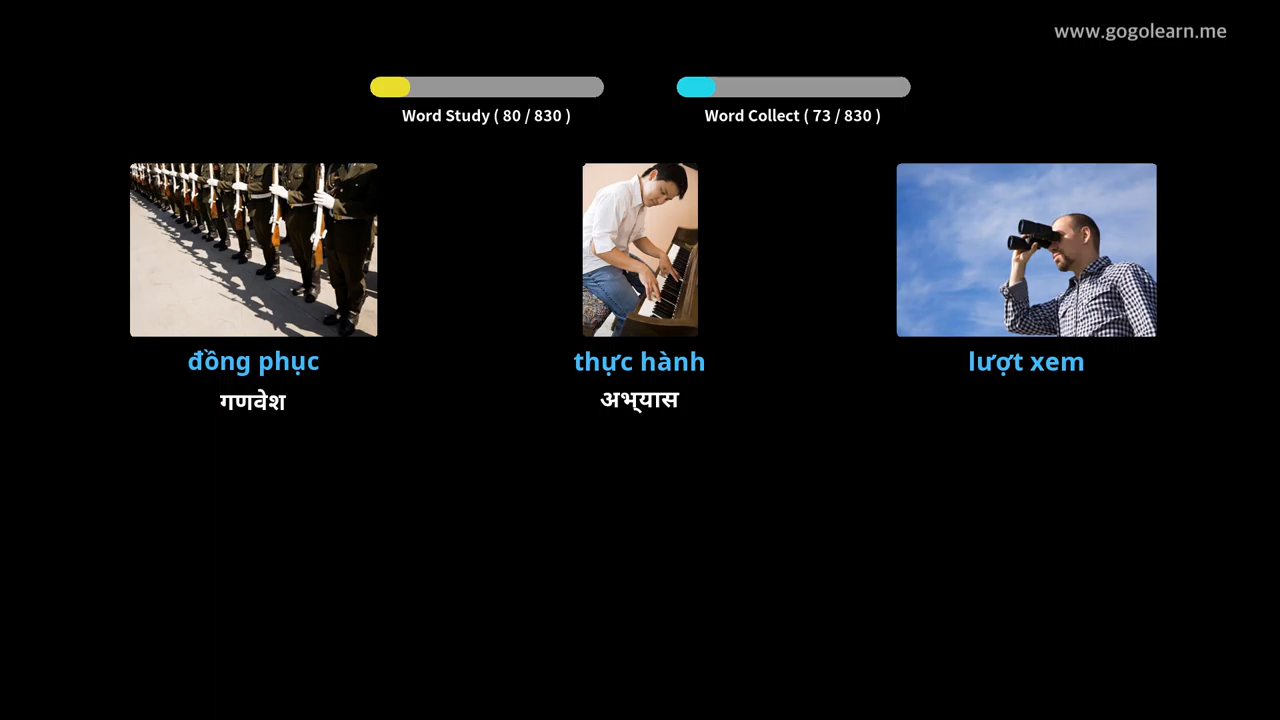 www.gogolearn.me
Word Study ( 80 / 830 )
Word Collect ( 73 / 830 )
đồng phục
thực hành
lượt xem
गणवेश
अभ्यास